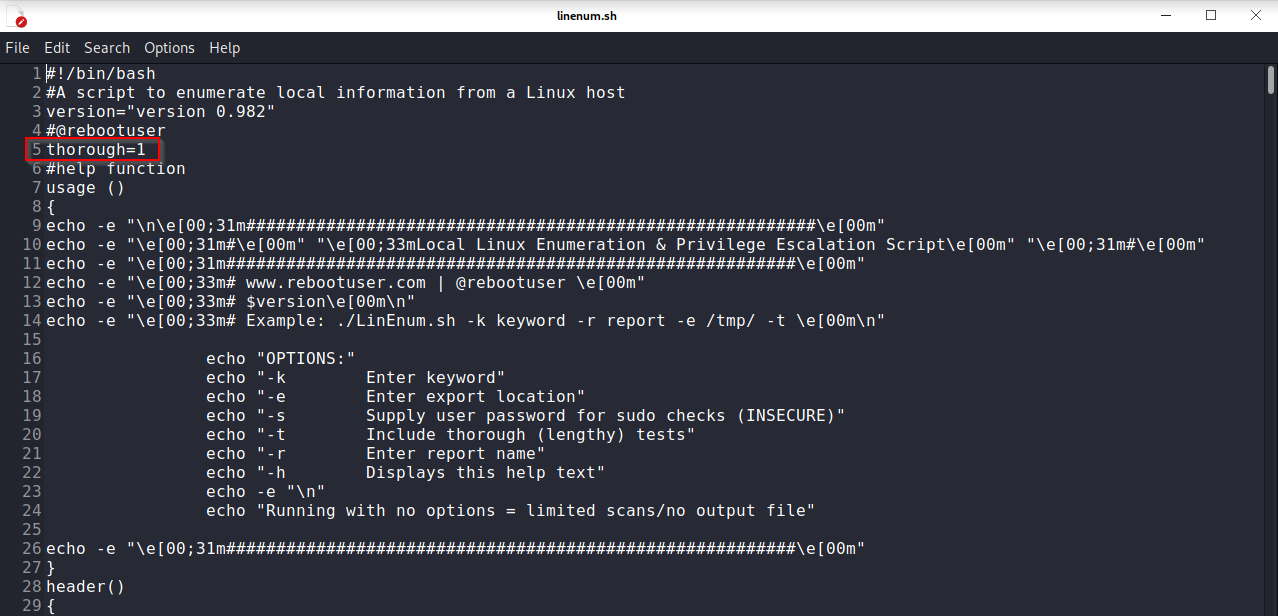 linenum.sh
File Edit Search Options Help
1 #!/bin/bash
2 #A script to enumerate local information from a Linux host
3 version="version 0.982"
4 #@rebootuser
5 thorough=1
6 #help function
7 usage ()
8 {
9 echo -e "\n\e[00;31m#########################################################\e[00m"
10 echo -e "\e[00;31m#\e[00m" "\e[00;33mLocal Linux Enumeration & Privilege Escalation Script\e[00m" "\e[00;31m#\e[00m"
11 echo -e "\e[00;31m#########################################################\e[00m"
12 echo -e "\e[00;33m# www.rebootuser.com | @rebootuser \e[00m"
13 echo -e "\e[00;33m# $version\e[00m\n"
14 echo -e "\e[00;33m# Example: ./LinEnum.sh -k keyword -r report -e /tmp/ -t \e[00m\n"
15
16 echo "OPTIONS:"
17 echo "-k Enter keyword"
18 echo "-e Enter export location"
19 echo "-s Supply user password for sudo checks (INSECURE)"
20 echo "-t Include thorough (lengthy) tests"
21 echo "-r Enter report name"
22 echo "-h Displays this help text"
23 echo -e "\n"
24 echo "Running with no options = limited scans/no output file"
25
26 echo -e "\e[00;31m#########################################################\e[00m"
27 }
28 header()
29 {